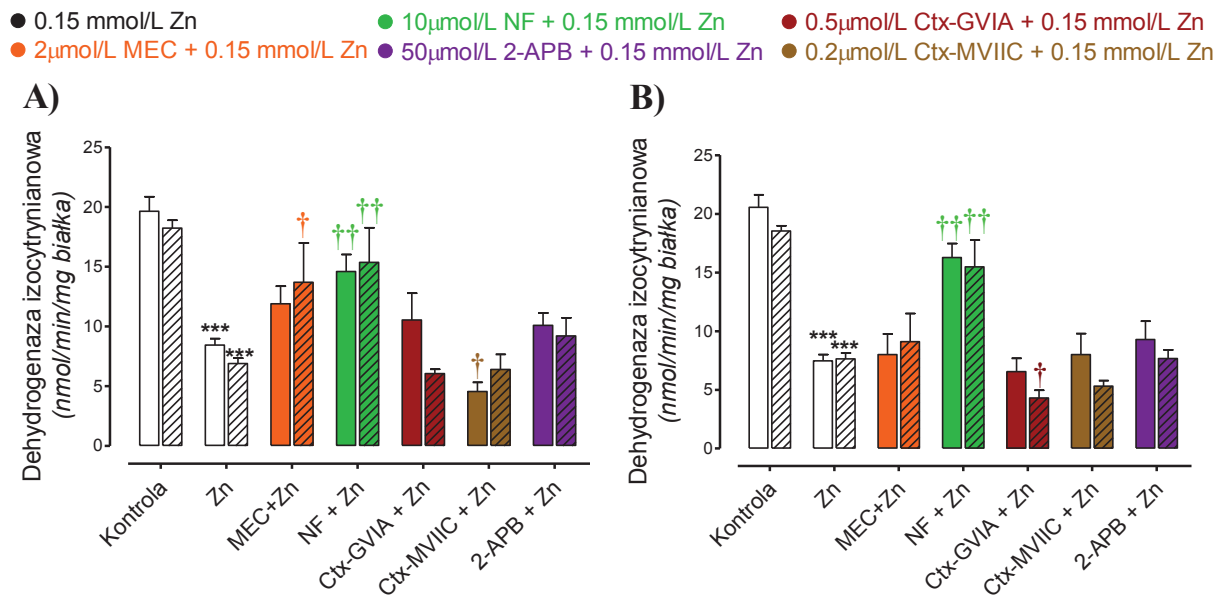 0.15 mmol/L Zn
10μmol/L NF + 0.15 mmol/L Zn
0.5μmol/L Ctx-GVIA + 0.15 mmol/L Zn
2μmol/L MEC + 0.15 mmol/L Zn
50μmol/L 2-APB + 0.15 mmol/L Zn
0.2μmol/L Ctx-MVIIC + 0.15 mmol/L Zn
A)
Dehydrogenaza izocytrynianowa
(nmol/min/mg białka)
25
20
15
10
5
0
***
***
†
††
††
†
Kontrola
Zn
MEC+Zn
NF + Zn
Ctx-GVIA + Zn
Ctx-MVIIC + Zn
2-APB + Zn
B)
Dehydrogenaza izocytrynianowa
(nmol/min/mg białka)
25
20
15
10
5
0
***
***
††
††
†
Kontrola
Zn
MEC+Zn
NF + Zn
Ctx-GVIA + Zn
Ctx-MVIIC + Zn
2-APB + Zn